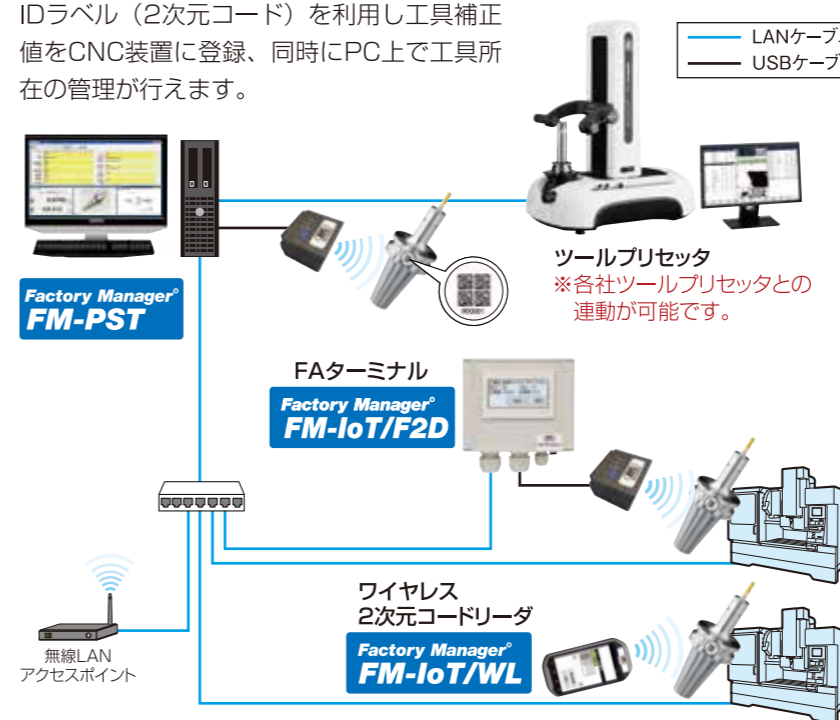 IDラベル（2次元コード）を利用し工具補正
値をCNC装置に登録、同時にPC上で工具所
在の管理が行えます。
LANケーブ
USBケーブ
ツールプリセッタ
※各社ツールプリセッタとの
連動が可能です。
Factory Manager°
FM-PST
000001
FAターミナル
Factory Manager°
FM-IoT/F2D
ワイヤレス
2次元コードリーダ
Factory Manager°
FM-IoT/WL
無線LAN
アクセスポイント